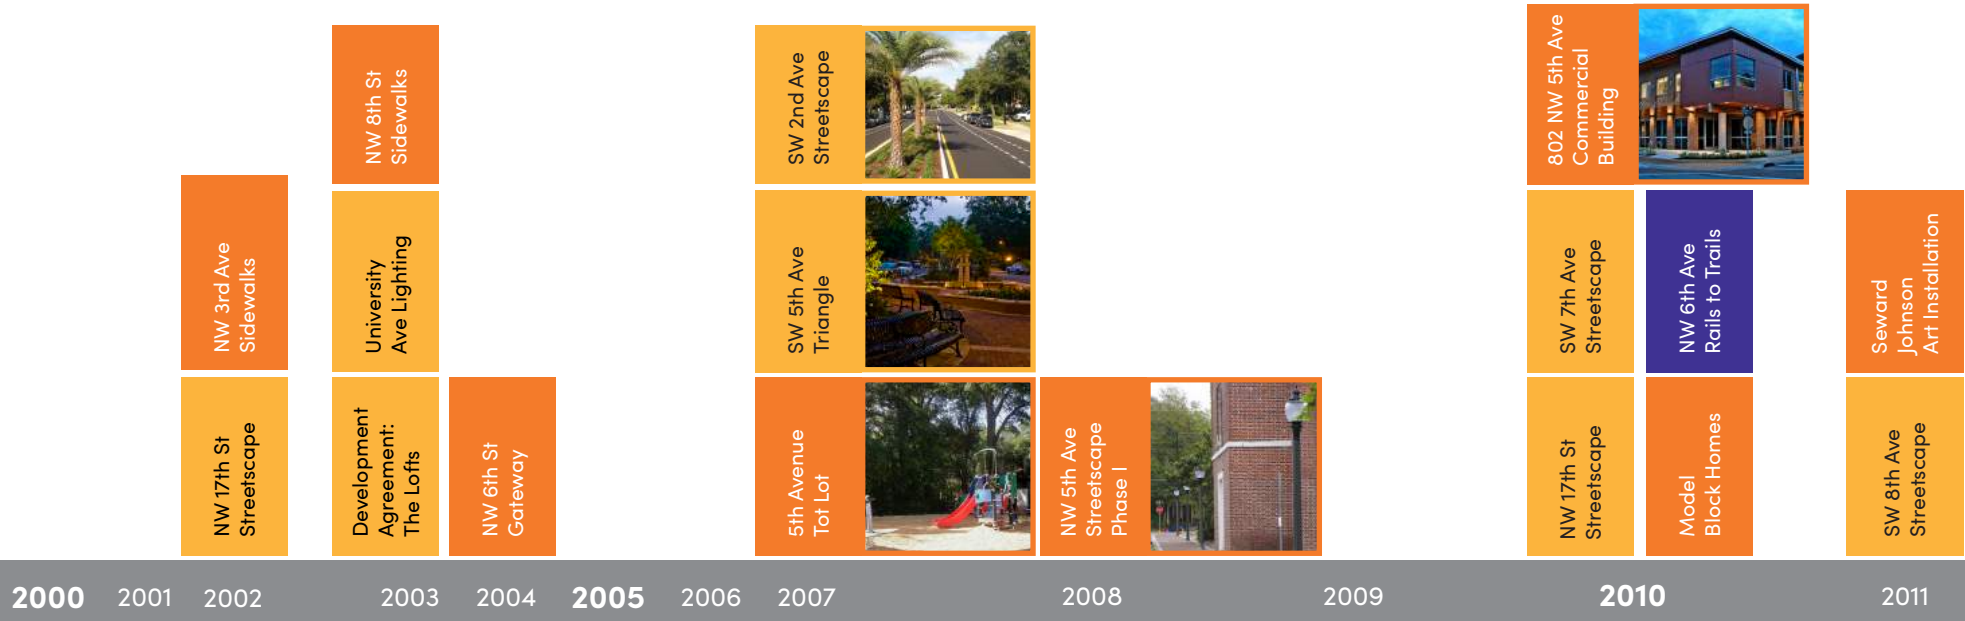 NW 3rd Ave
Sidewalks
NW 17th St
Streetscape
NW 8th St
Sidewalks
University
Ave Lighting
Development
Agreement:
The Lofts
NW 6th St
Gateway
SW 2nd Ave
Streetscape
SW 5th Ave
Triangle
5th Avenue
Tot Lot
NW 5th Ave
Streetscape
Phase I
802 NW 5th Ave
Commercial
Building
SW 7th Ave
Streetscape
NW 17th St
Streetscape
NW 6th Ave
Rails to Trails
Model
Block Homes
Seward
Johnson
Art Installation
SW 8th Ave
Streetscape
2000 2001 2002 2003 2004 2005 2006 2007 2008 2009 2010 2011